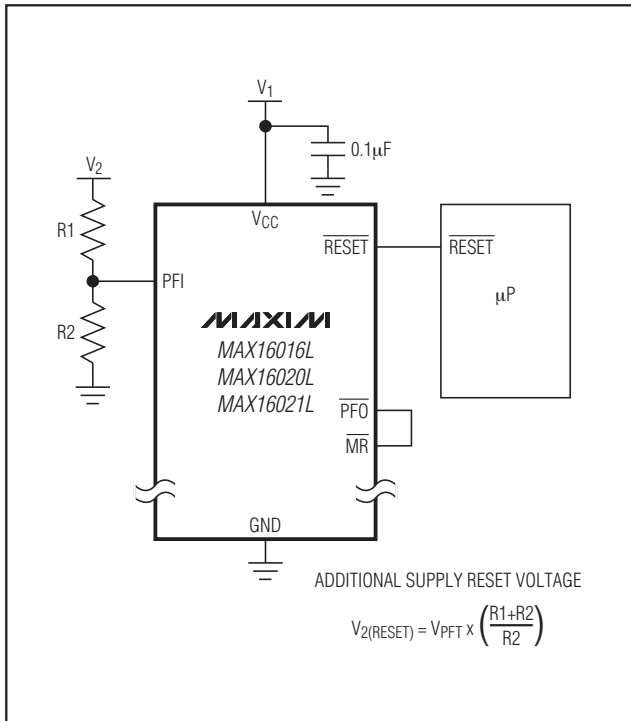 V1
0.1μF
V2
R1
VCC
RESET
RESET
μP
PFI
R2
MAXIM
MAX16016L
MAX16020L
MAX16021L
PFO
MR
GND
ADDITIONAL SUPPLY RESET VOLTAGE
V2(RESET) = VPFT x (R1+R2/R2)